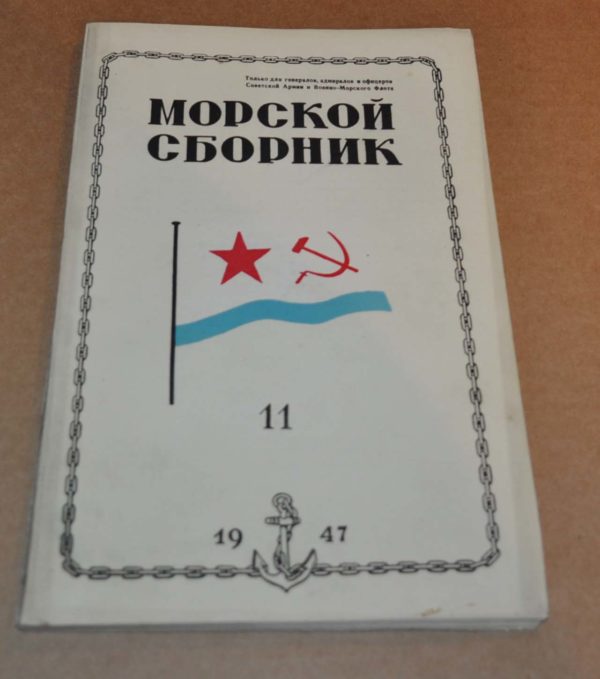 Только для генералов, адмиралов и офицеров
Советской Армии и Военно-Морского Флота
МОРСКОЙ
СБОРНИК
11
19 47